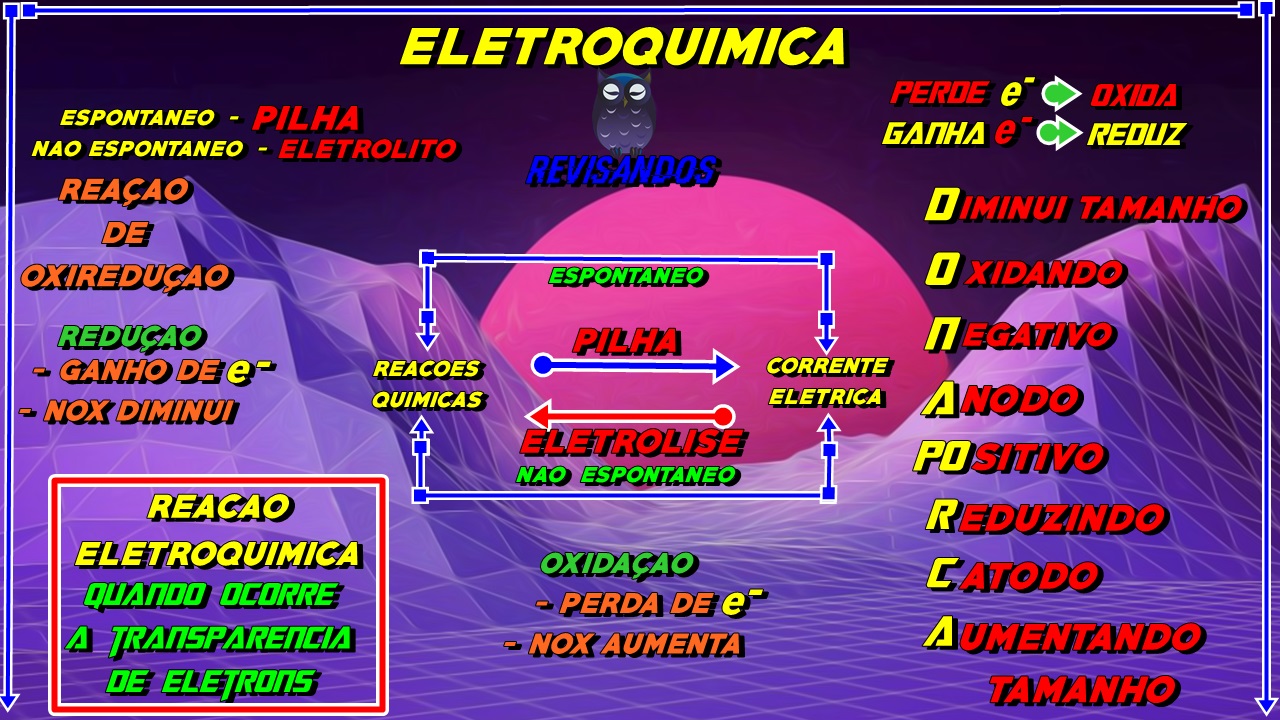 ELETROQUIMICA
REVISANDOS
ESPONTANEO - PILHA
NAO ESPONTANEO - ELETROLITO
REAÇAO
DE
OXIREDUÇAO
REDUÇAO
- GANHO DE e-
- NOX DIMINUI
REACAO
ELETROQUIMICA
QUANDO OCORRE
A TRANSPARENCIA
DE ELETRONS
ESPONTANEO
PILHA
REACOES
QUIMICAS
CORRENTE
ELETRICA
ELETROLISE
NAO ESPONTANEO
OXIDAÇAO
- PERDA DE e-
- NOX AUMENTA
PERDE e- OXIDA
GANHA e- REDUZ
DIMINUI TAMANHO
OXIDANDO
NEGATIVO
ANODO
POSITIVO
REDUZINDO
CATODO
AUMENTANDO
TAMANHO